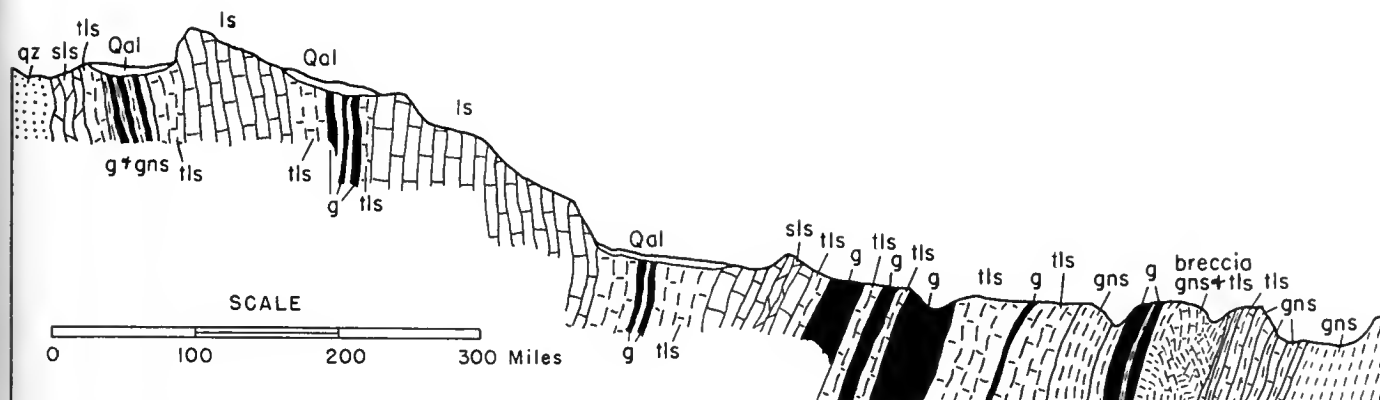 qz sls tls Qal ls Qal
g+gns tls
tls g tls
ls
Qal
g tls
sls tls g tls g tls g tls g tls gns g breccia gns+tls tls gns gns
SCALE
0 100 200 300 Miles